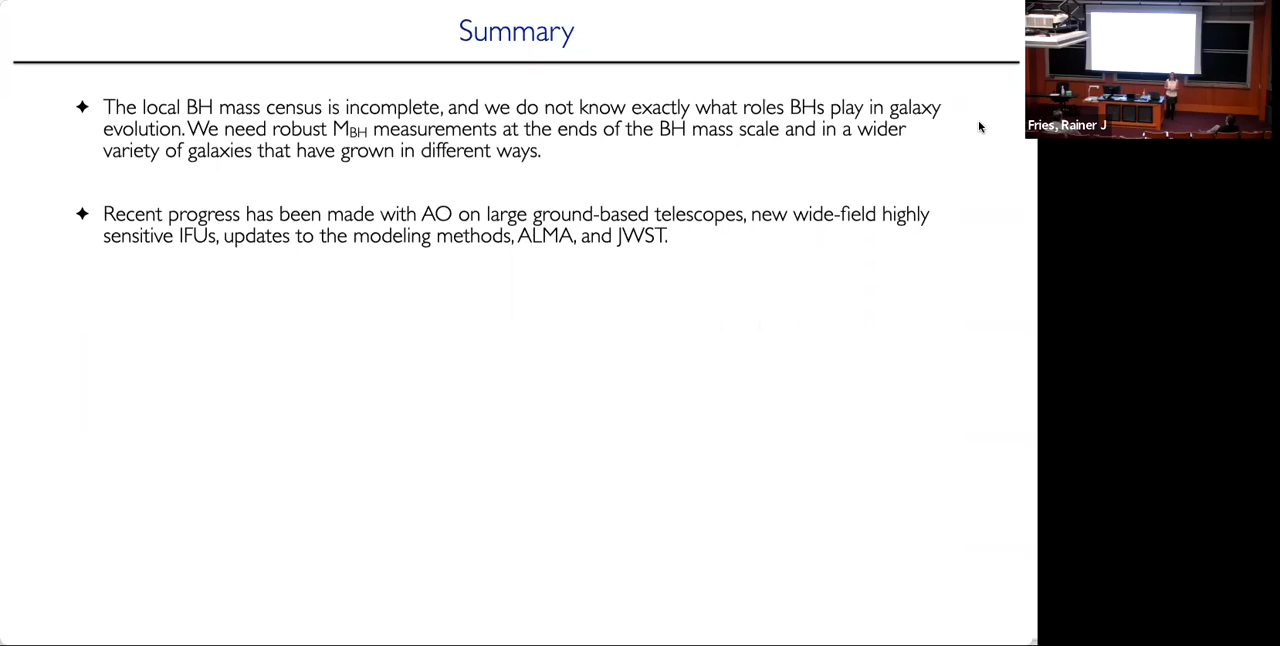 Summary
✦ The local BH mass census is incomplete, and we do not know exactly what roles BHs play in galaxy
evolution. We need robust MBH measurements at the ends of the BH mass scale and in a wider
variety of galaxies that have grown in different ways.
✦ Recent progress has been made with AO on large ground-based telescopes, new wide-field highly
sensitive IFUs, updates to the modeling methods, ALMA, and JWST.
Fries, Rainer J